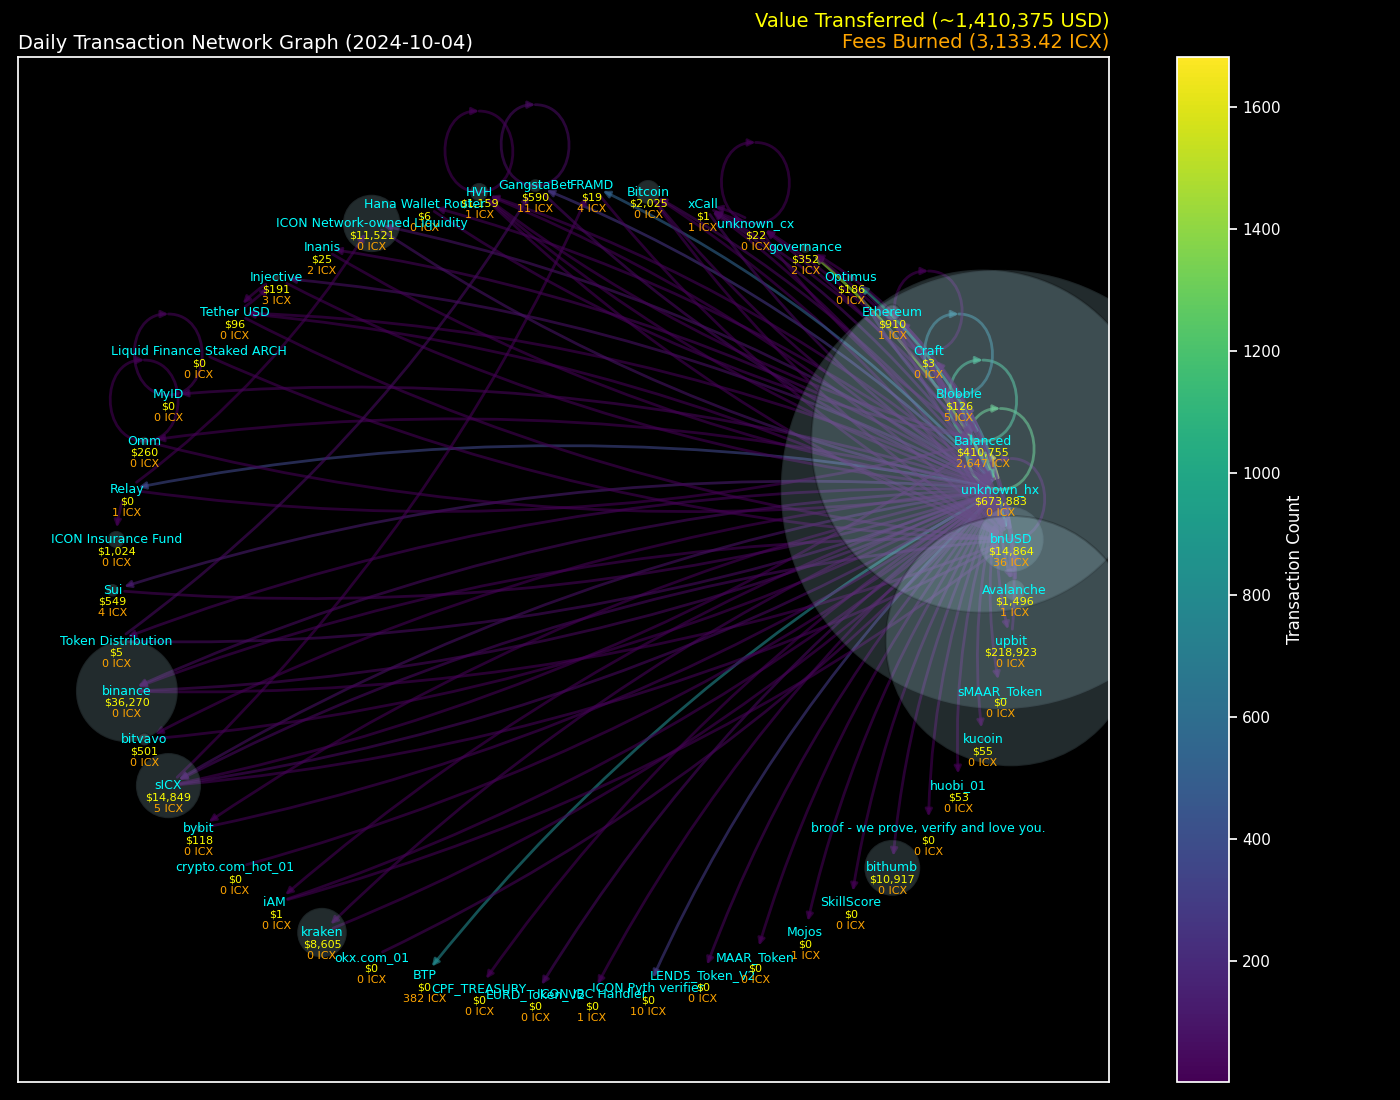 Value Transferred (~1,410,375 USD)
Daily Transaction Network Graph (2024-10-04)
Fees Burned (3,133.42 ICX)
HVH
$1,159
1 ICX
GangstaBet
$590
11 ICX
FRAMD
$19
4 ICX
Bitcoin
$2,025
0 ICX
Hana Wallet Router
$6
0 ICX
xCall
$1
1 ICX
ICON Network-owned Liquidity
$11,521
0 ICX
unknown_cx
$22
0 ICX
Inanis
$25
2 ICX
governance
$352
2 ICX
Injective
$191
3 ICX
Optimus
$186
0 ICX
Tether USD
$96
0 ICX
Ethereum
$910
1 ICX
Liquid Finance Staked ARCH
$0
0 ICX
Craft
$3
0 ICX
MyID
$0
0 ICX
Blobble
$126
5 ICX
Omm
$260
0 ICX
Balanced
$410,755
2,647 ICX
Relay
$0
1 ICX
unknown_hx
$673,883
0 ICX
ICON Insurance Fund
$1,024
0 ICX
bnUSD
$14,864
36 ICX
Sui
$549
4 ICX
Avalanche
$1,496
1 ICX
Token Distribution
$5
0 ICX
upbit
$218,923
0 ICX
binance
$36,270
0 ICX
sMAAR_Token
$0
0 ICX
bitvavo
$501
0 ICX
kucoin
$55
0 ICX
sICX
$14,849
5 ICX
huobi_01
$53
0 ICX
bybit
$118
0 ICX
broof - we prove, verify and love you.
$0
0 ICX
crypto.com_hot_01
$0
0 ICX
bithumb
$10,917
0 ICX
iAM
$1
0 ICX
SkillScore
$0
0 ICX
kraken
$8,605
0 ICX
Mojos
$0
1 ICX
okx.com_01
$0
0 ICX
MAAR_Token
$0
0 ICX
BTP
$0
382 ICX
LEND5_Token_V2
$0
0 ICX
CPF_TREASURY
$0
0 ICX
EURD_Token_V2
$0
0 ICX
Handler
$0
1 ICX
ICON Pyth verifier
$0
10 ICX
1600
1400
1200
1000
800
600
400
200
Transaction Count